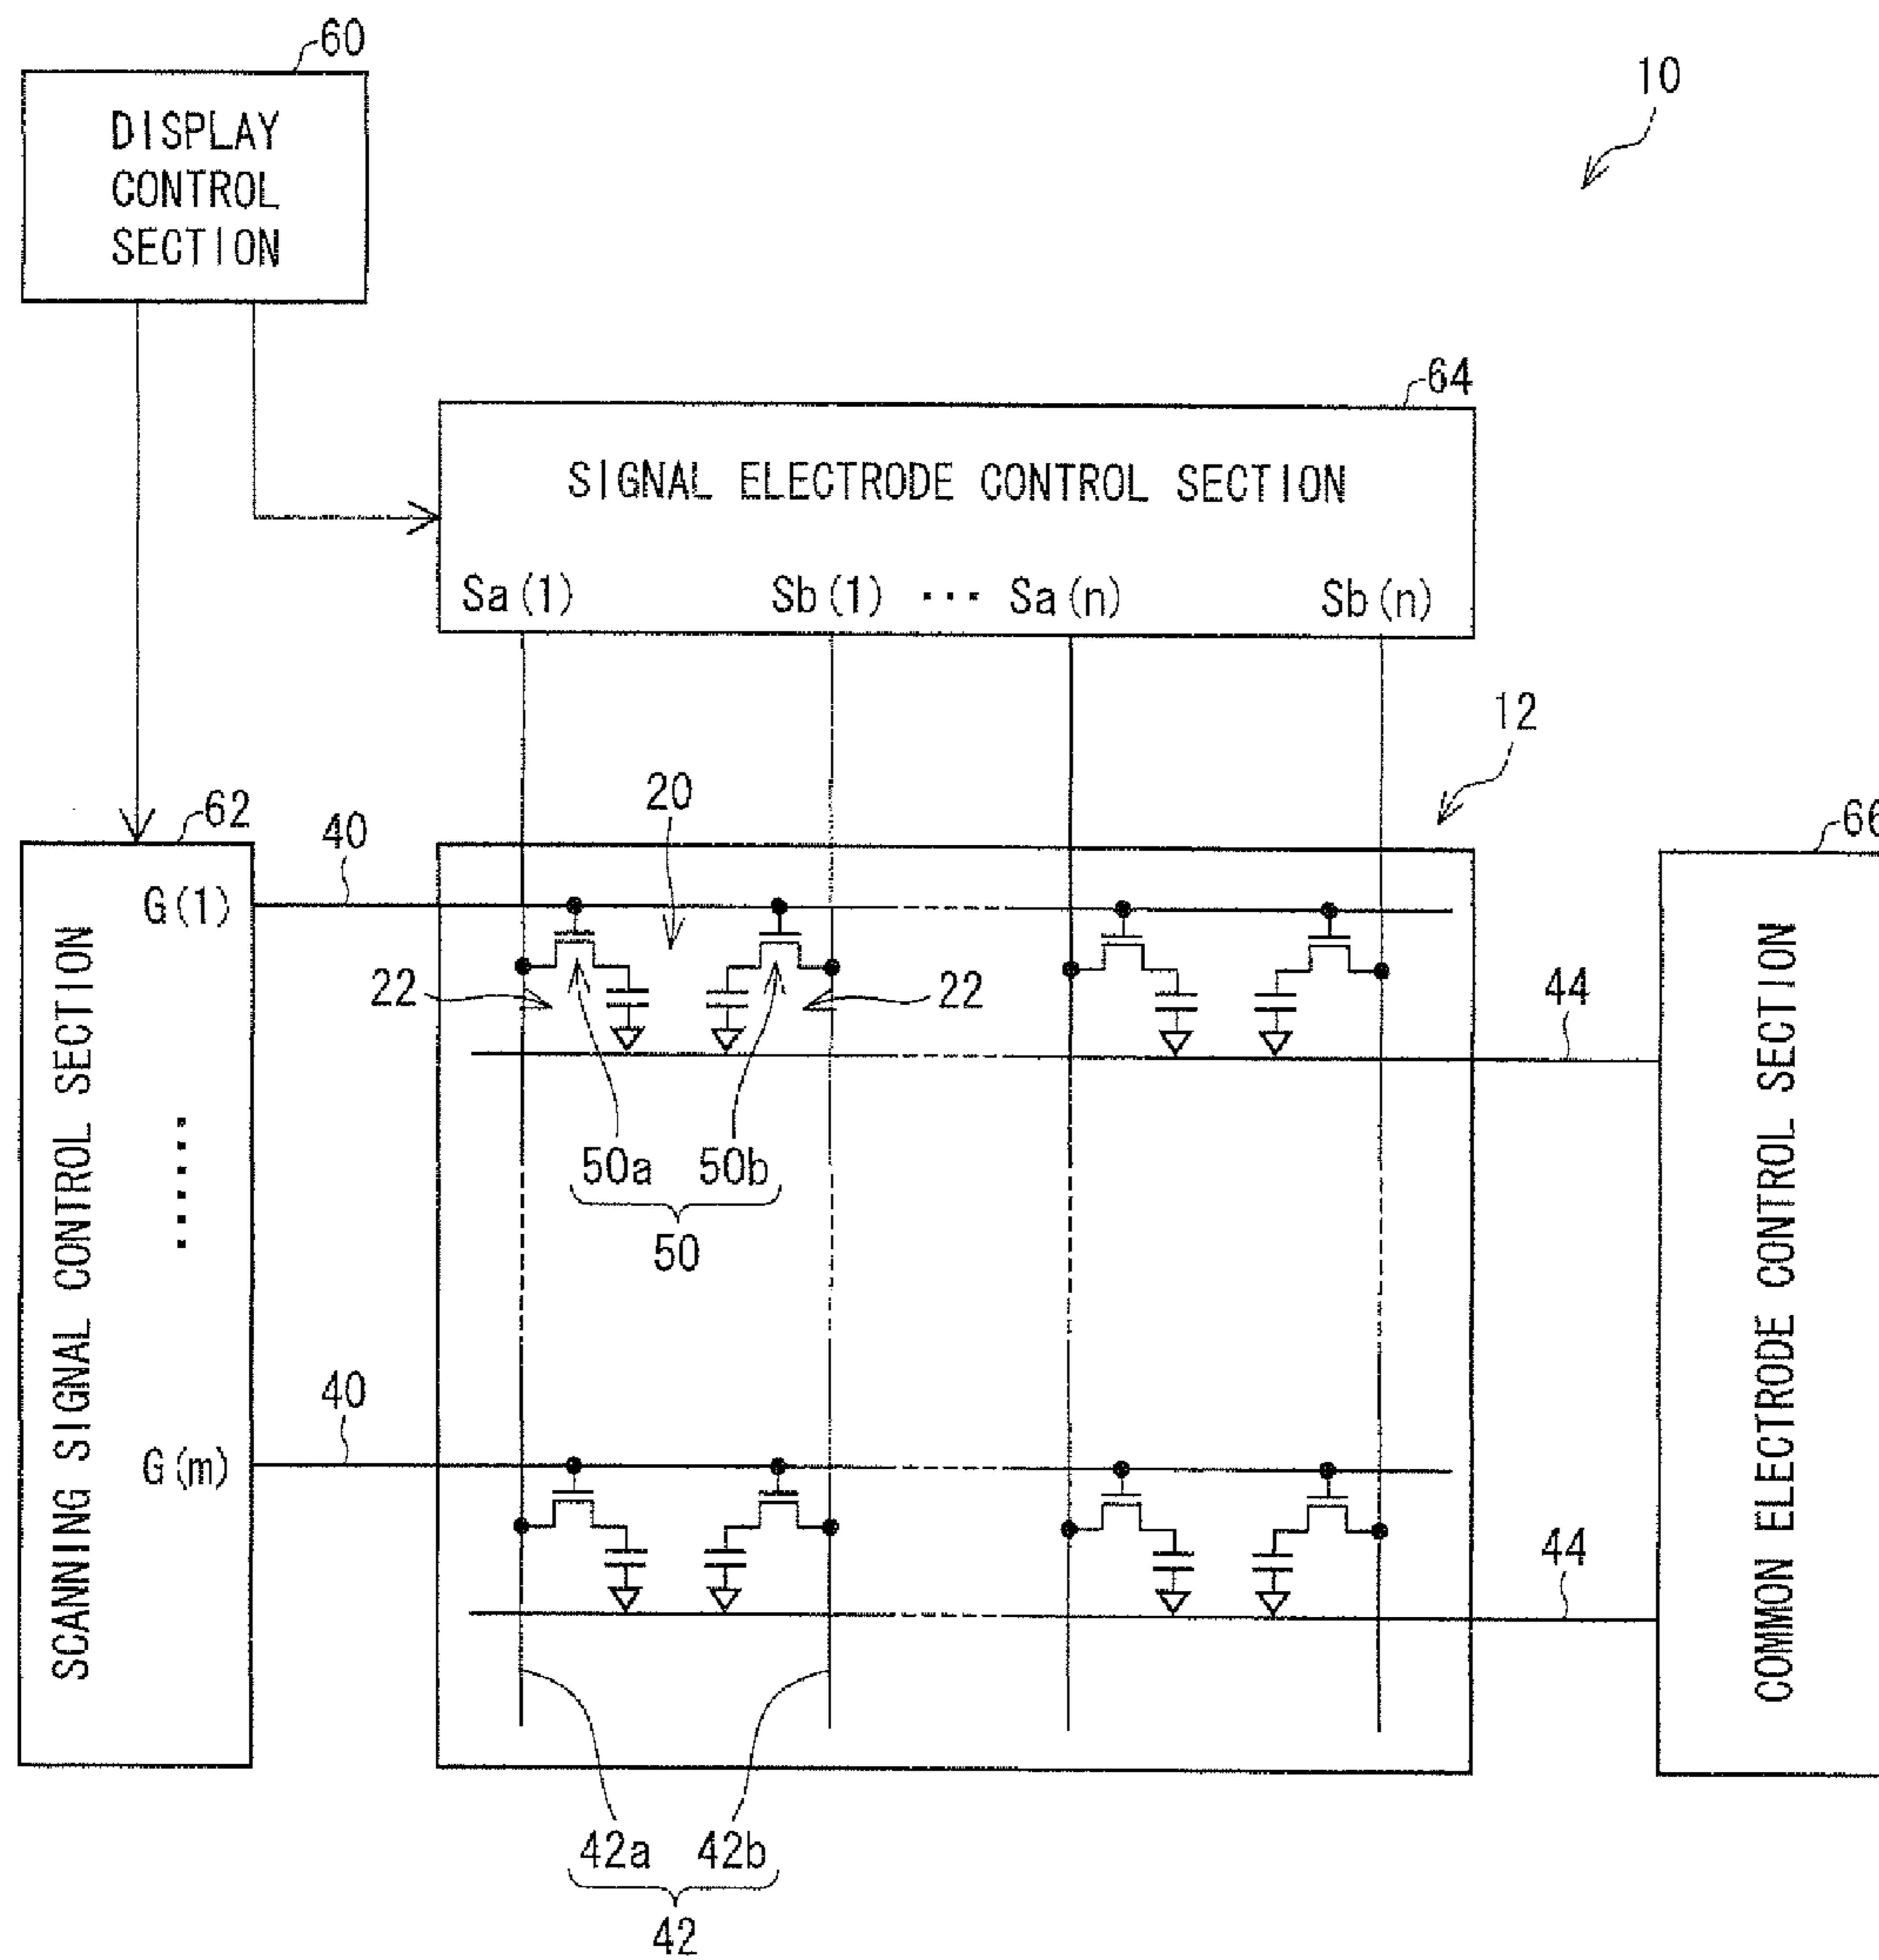 60
10
DISPLAY
CONTROL
SECTION
64
SIGNAL ELECTRODE CONTROL SECTION
Sa(1) Sb(1) ··· Sa(n) Sb(n)
12
62
40
20
66
G(1)
22
22
44
50a 50b
50
SCANNING SIGNAL CONTROL SECTION
COMMON ELECTRODE CONTROL SECTION
40
G(m)
44
42a 42b
42